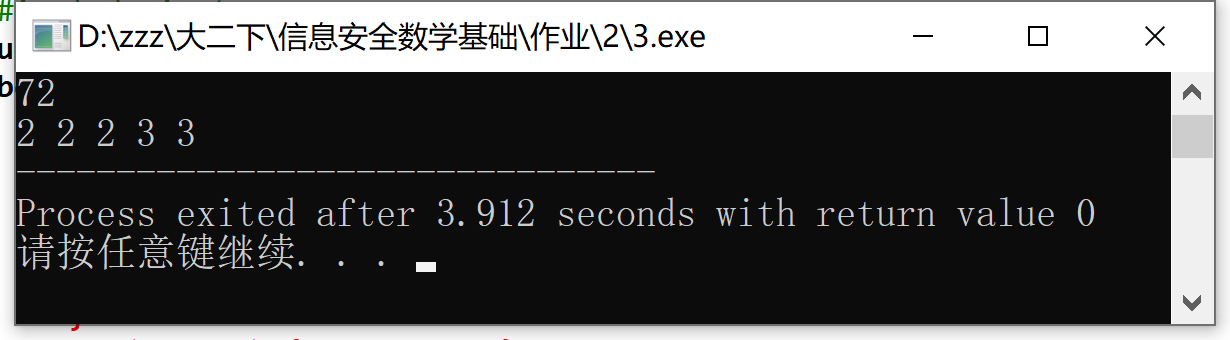 D:\zzz\大二下\信息安全数学基础\作业\2\3.exe
72
2 2 2 3 3
--------------------------------
Process exited after 3.912 seconds with return value 0
请按任意键继续. . .